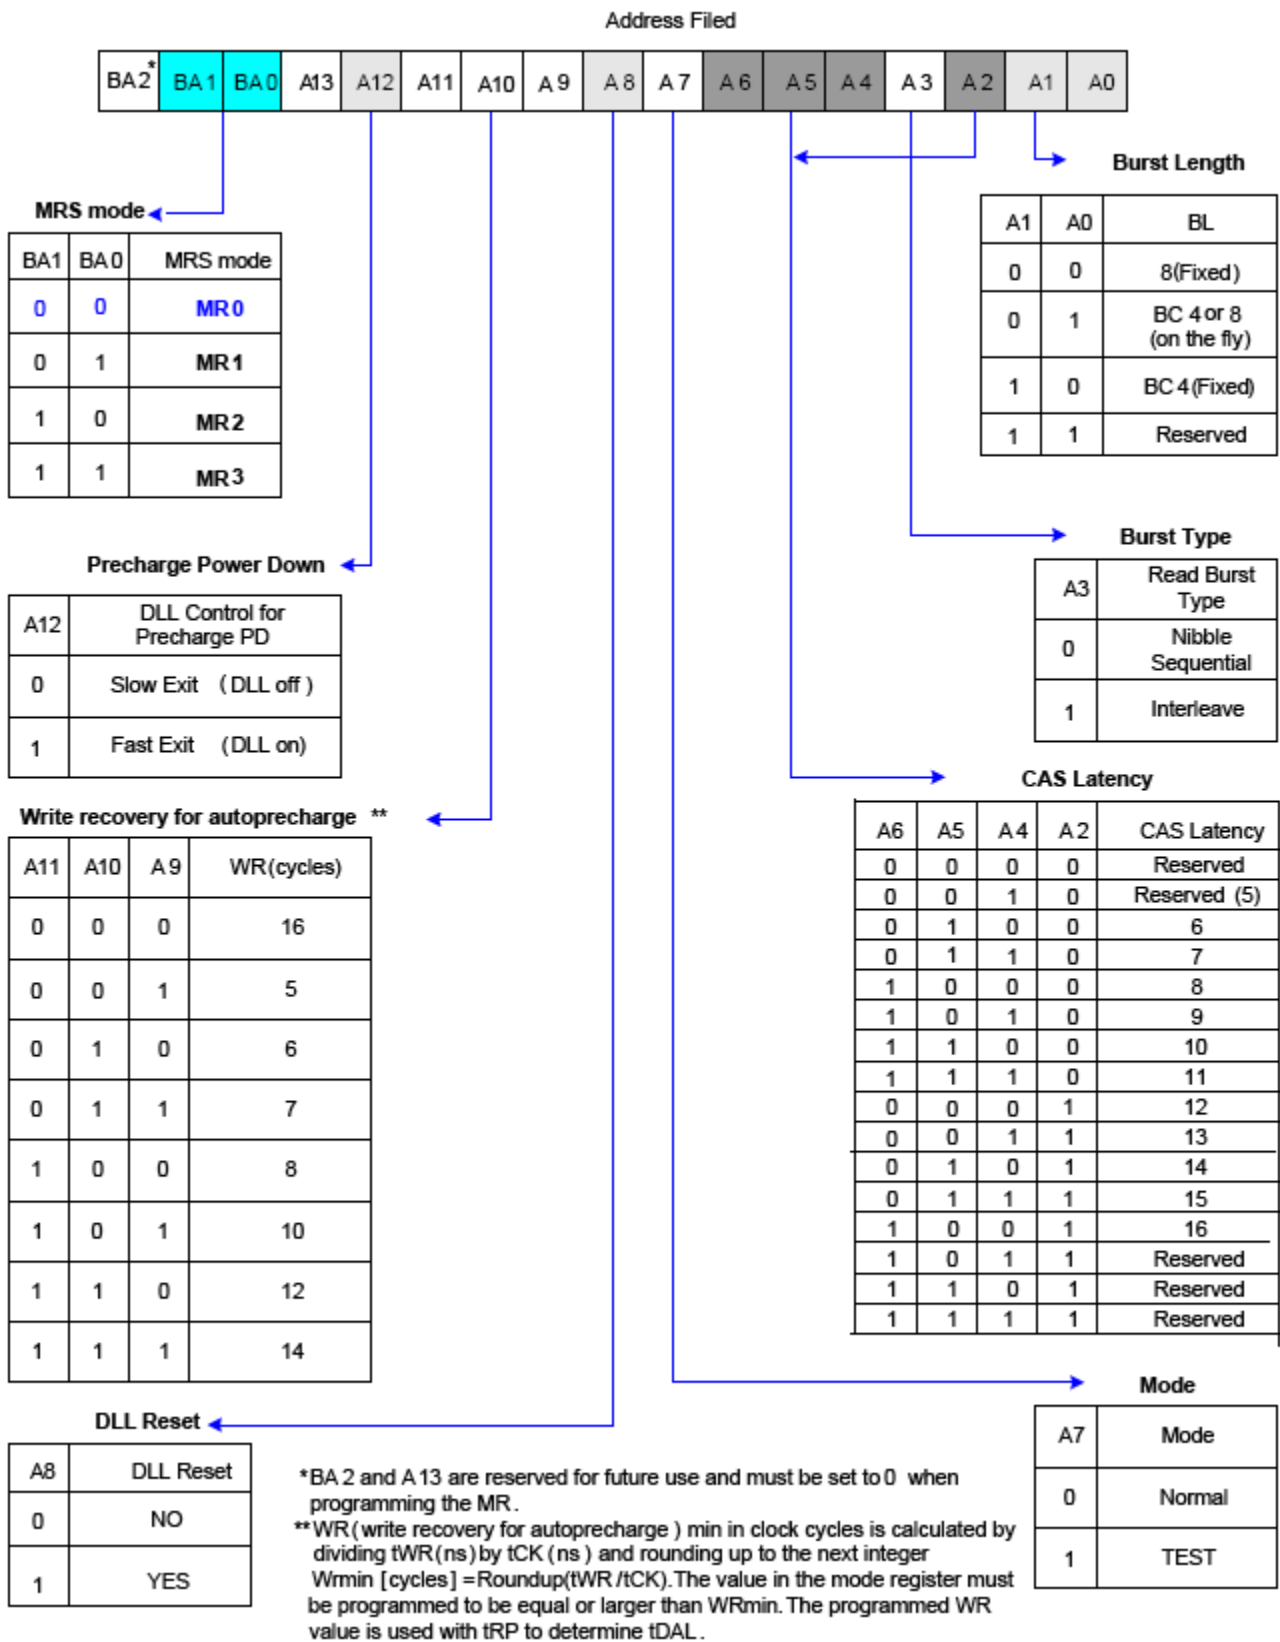 Address Filed
BA2* BA1 BA0 A13 A12 A11 A10 A9 A8 A7 A6 A5 A4 A3 A2 A1 A0
MRS mode
BA1 BA0 MRS mode
0 0 MR0
0 1 MR1
1 0 MR2
1 1 MR3
Precharge Power Down
A12 DLL Control for
Precharge PD
0 Slow Exit (DLL off)
1 Fast Exit (DLL on)
Write recovery for autoprecharge **
A11 A10 A9 WR(cycles)
0 0 0 16
0 0 1 5
0 1 0 6
0 1 1 7
1 0 0 8
1 0 1 10
1 1 0 12
1 1 1 14
DLL Reset
A8 DLL Reset
0 NO
1 YES
Burst Length
A1 A0 BL
0 0 8(Fixed)
0 1 BC 4 or 8
(on the fly)
1 0 BC 4(Fixed)
1 1 Reserved
Burst Type
A3 Read Burst
Type
0 Nibble
Sequential
1 Interleave
CAS Latency
A6 A5 A4 A2 CAS Latency
0 0 0 0 Reserved
0 0 1 0 Reserved (5)
0 1 0 0 6
0 1 1 0 7
1 0 0 0 8
1 0 1 0 9
1 1 0 0 10
1 1 1 0 11
0 0 0 1 12
0 0 1 1 13
0 1 0 1 14
0 1 1 1 15
1 0 0 1 16
1 0 1 1 Reserved
1 1 0 1 Reserved
1 1 1 1 Reserved
Mode
A7 Mode
0 Normal
1 TEST
*BA2 and A13 are reserved for future use and must be set to 0 when
programming the MR.
**WR(write recovery for autoprecharge) min in clock cycles is calculated by
dividing tWR(ns) by tCK(ns) and rounding up to the next integer
Wrmin [cycles] =Roundup(tWR/tCK). The value in the mode register must
be programmed to be equal or larger than WRmin. The programmed WR
value is used with tRP to determine tDAL.